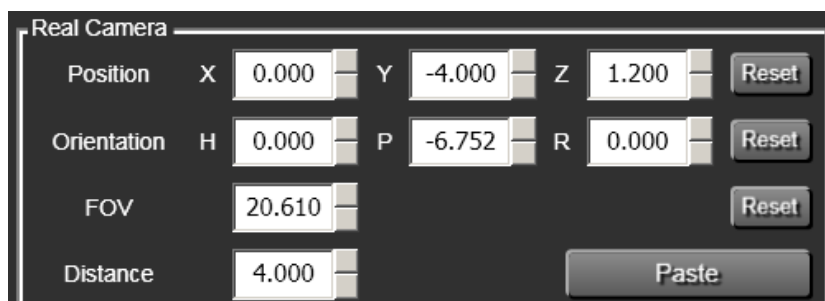 Real Camera
Position X 0.000 Y -4.000 Z 1.200 Reset
Orientation H 0.000 P -6.752 R 0.000 Reset
FOV 20.610 Reset
Distance 4.000 Paste